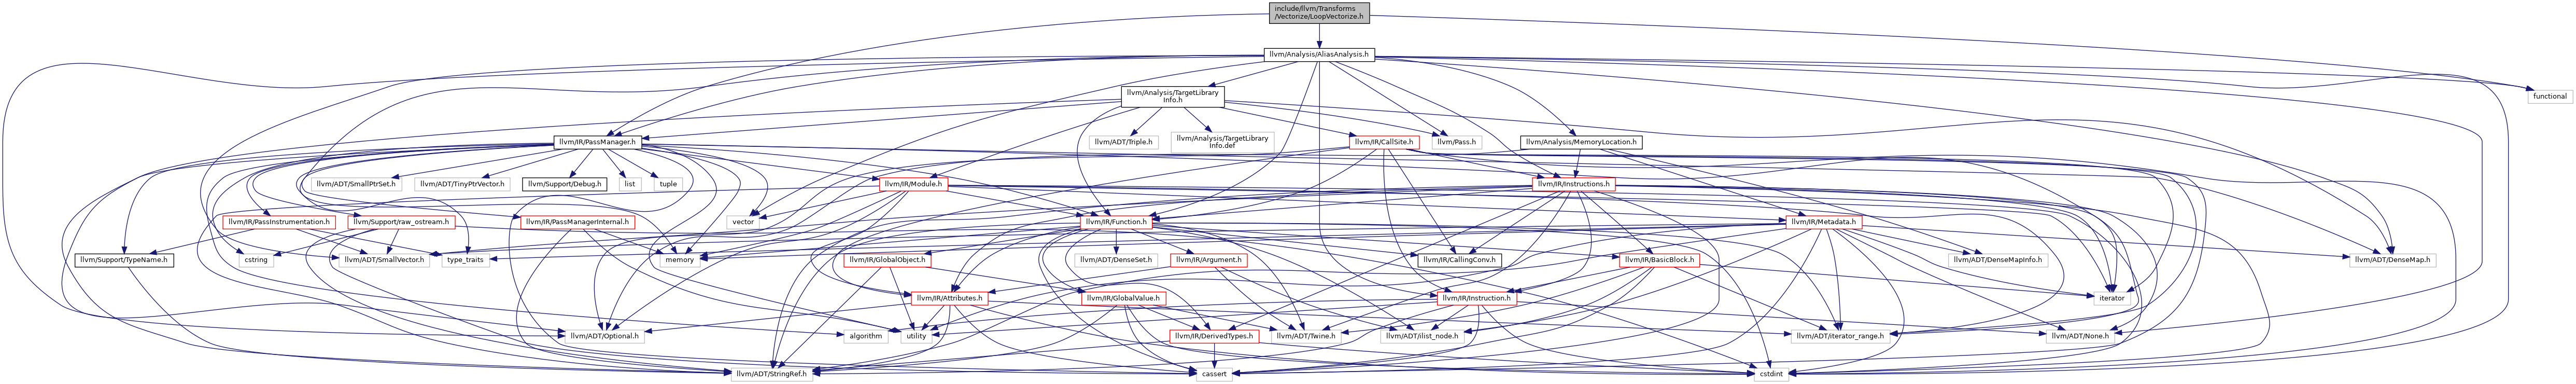 include/llvm/Transforms
/Vectorize/LoopVectorize.h
llvm/Analysis/AliasAnalysis.h
llvm/Analysis/TargetLibrary
Info.h
functional
llvm/IR/PassManager.h
llvm/ADT/Triple.h
llvm/Analysis/TargetLibrary
Info.def
llvm/IR/CallSite.h
llvm/Pass.h
llvm/Analysis/MemoryLocation.h
llvm/ADT/SmallPtrSet.h
llvm/ADT/TinyPtrVector.h
llvm/Support/Debug.h
list
tuple
llvm/IR/Module.h
llvm/IR/Instructions.h
vector
llvm/IR/PassInstrumentation.h
llvm/Support/raw_ostream.h
llvm/IR/PassManagerInternal.h
llvm/IR/Function.h
llvm/IR/Metadata.h
llvm/Support/TypeName.h
cstring
llvm/ADT/SmallVector.h
type_traits
memory
llvm/IR/GlobalObject.h
llvm/ADT/DenseSet.h
llvm/IR/Argument.h
llvm/IR/CallingConv.h
llvm/IR/BasicBlock.h
llvm/ADT/DenseMapInfo.h
llvm/ADT/DenseMap.h
llvm/IR/Attributes.h
llvm/IR/GlobalValue.h
llvm/IR/Instruction.h
iterator
llvm/ADT/Optional.h
algorithm
utility
llvm/IR/DerivedTypes.h
llvm/ADT/Twine.h
llvm/ADT/ilist_node.h
llvm/ADT/iterator_range.h
llvm/ADT/None.h
llvm/ADT/StringRef.h
cassert
cstdint